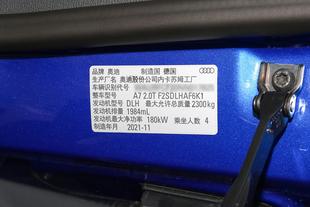 品牌 奥迪 制造国 德国
生产厂名 奥迪股份公司内卡苏姆工厂
车辆识别代号
整车型号 A7 2.0T F2SDLHAF6K1
发动机型号 DLH 最大允许总质量 2300kg
发动机排量 1984mL
发动机最大净功率 180kW 乘坐人数 4
制造年月 2021-11